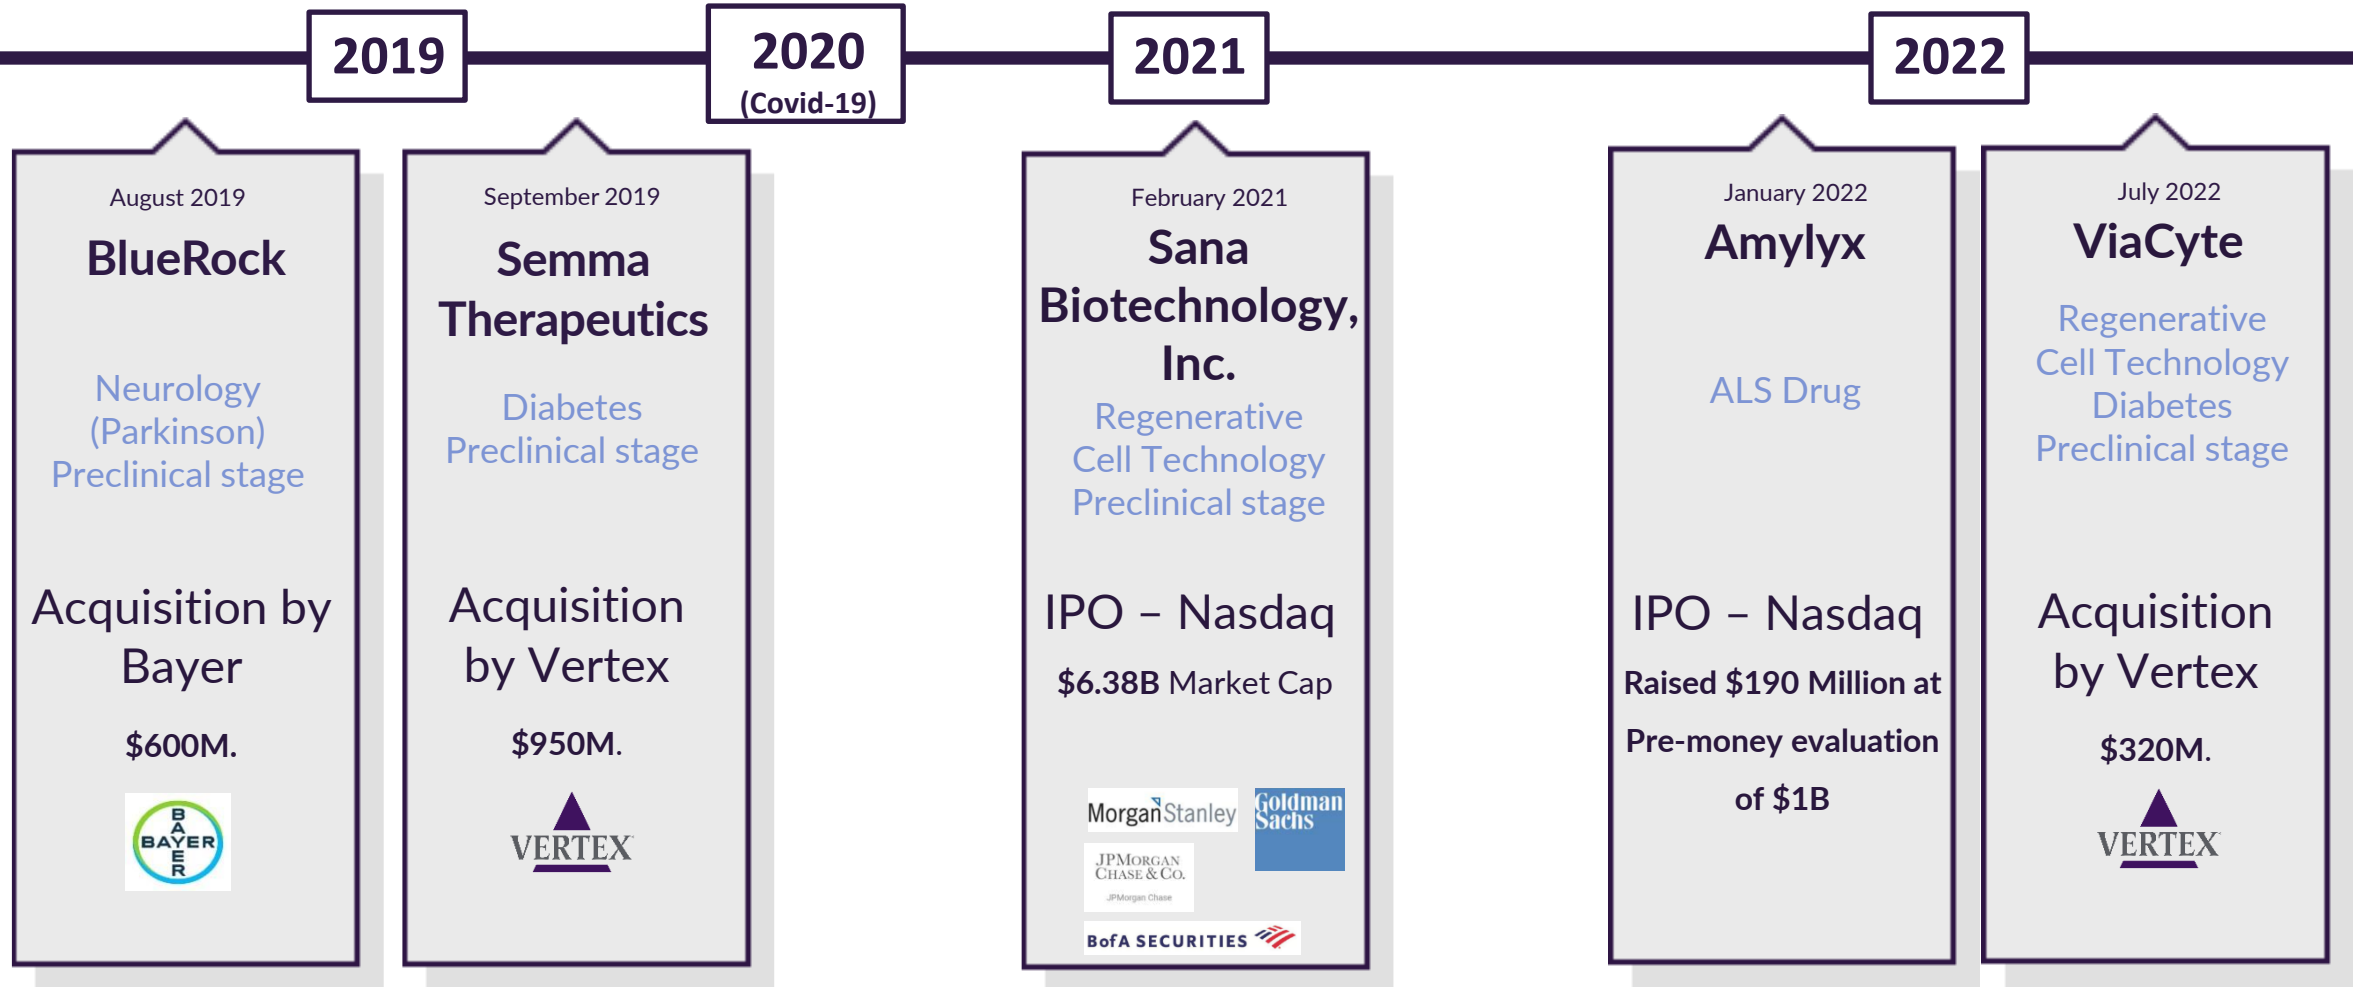 2019
2020
(Covid-19)
2021
2022
August 2019
BlueRock
Neurology
(Parkinson)
Preclinical stage
Acquisition by
Bayer
$600M.
BAYER
BAYER
September 2019
Semma
Therapeutics
Diabetes
Preclinical stage
Acquisition
by Vertex
$950M.
VERTEX
February 2021
Sana
Biotechnology,
Inc.
Regenerative
Cell Technology
Preclinical stage
IPO – Nasdaq
$6.38B Market Cap
Morgan Stanley
Goldman
Sachs
JPMORGAN
CHASE & CO.
JPMorgan Chase
BofA SECURITIES
January 2022
Amylyx
ALS Drug
IPO – Nasdaq
Raised $190 Million at
Pre-money evaluation
of $1B
July 2022
ViaCyte
Regenerative
Cell Technology
Diabetes
Preclinical stage
Acquisition
by Vertex
$320M.
VERTEX